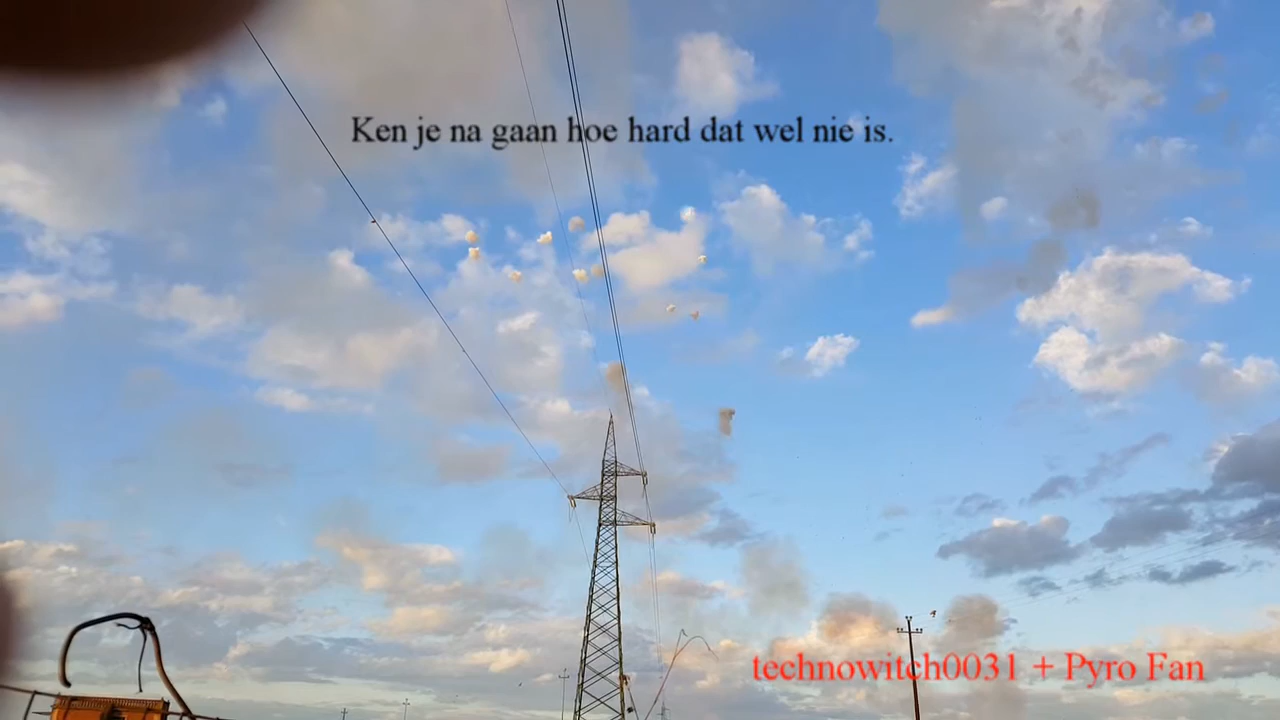 Ken je na gaan hoe hard dat wel nie is.
technowitch0031 + Pyro Fan